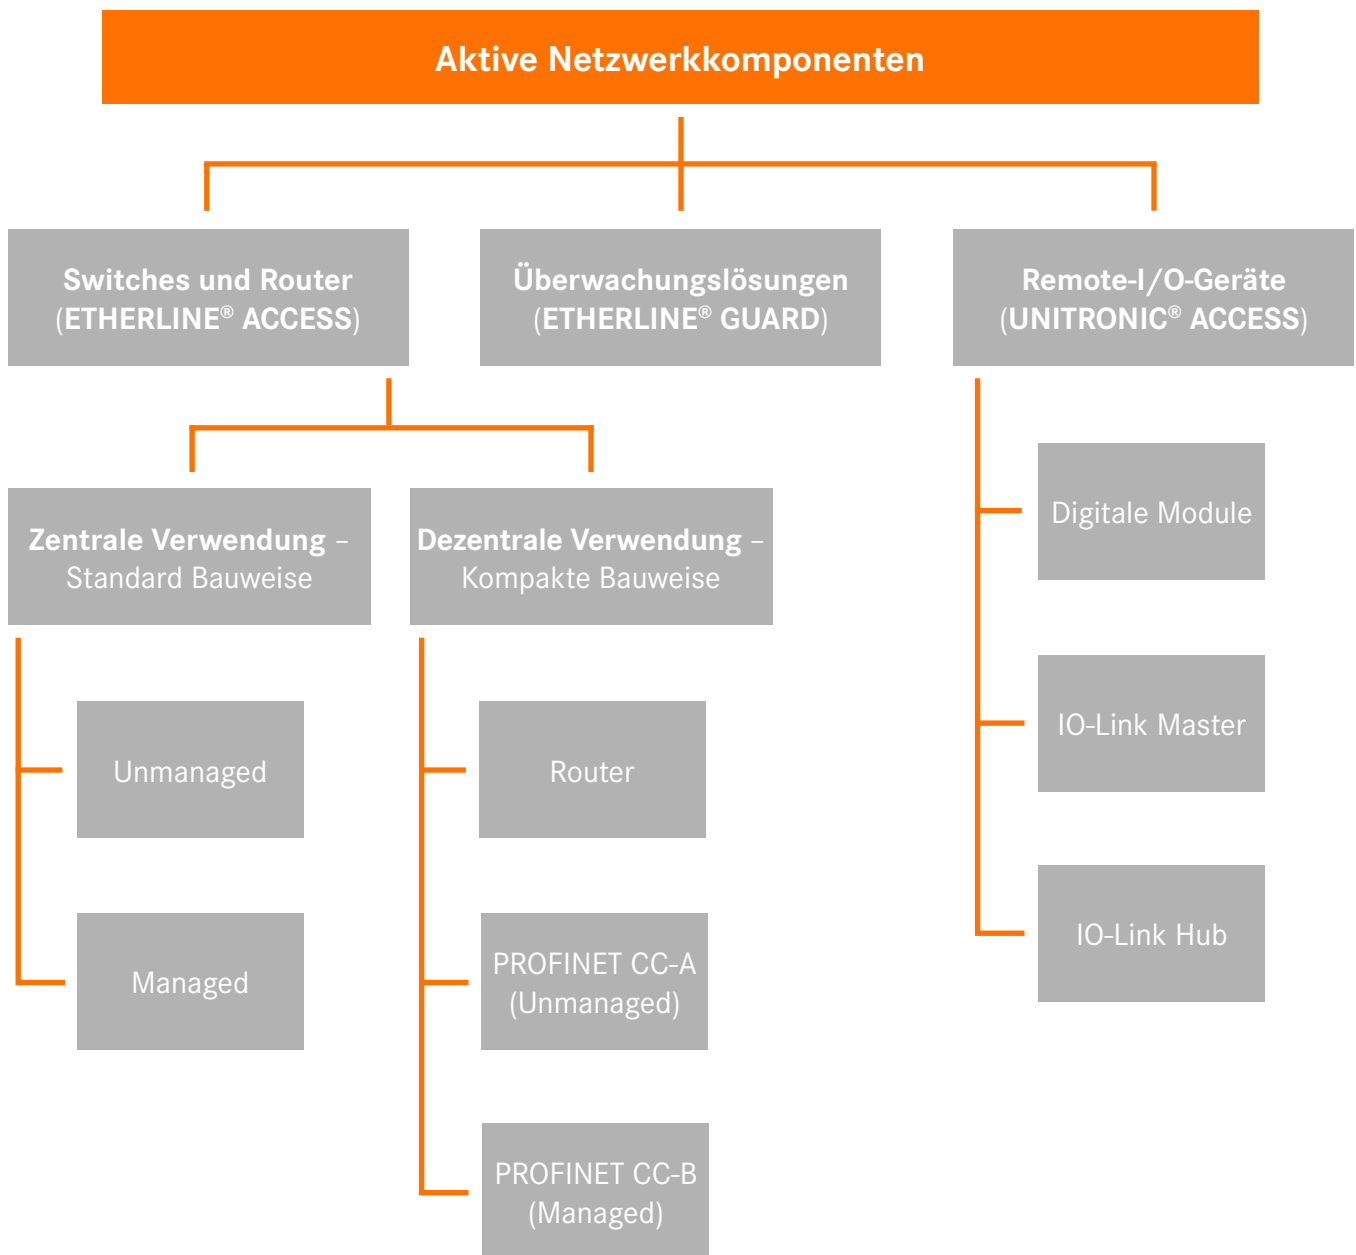 Aktive Netzwerkkomponenten
Switches und Router
(ETHERLINE® ACCESS)
Überwachungslösungen
(ETHERLINE® GUARD)
Remote-I/O-Geräte
(UNITRONIC® ACCESS)
Zentrale Verwendung –
Standard Bauweise
Dezentrale Verwendung –
Kompakte Bauweise
Unmanaged
Managed
Router
PROFINET CC-A
(Unmanaged)
PROFINET CC-B
(Managed)
Digitale Module
IO-Link Master
IO-Link Hub